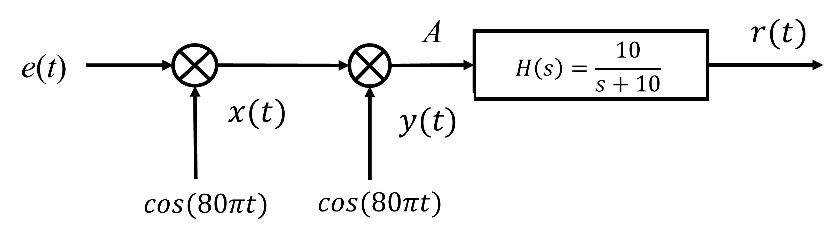 A
r(t)
e(t)
H(s) = 10 / s + 10
x(t)
y(t)
cos(80πt)
cos(80πt)